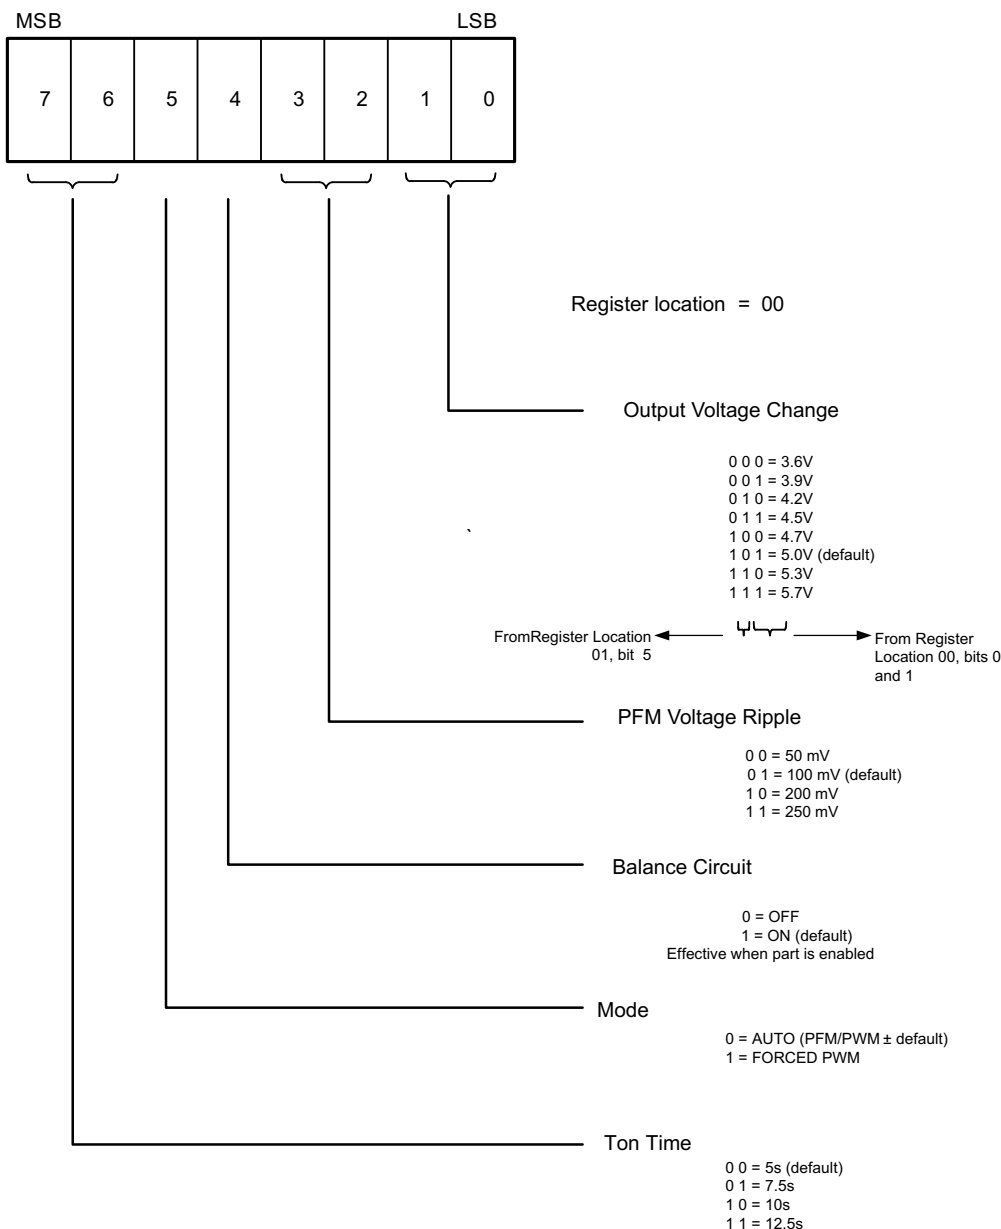 MSB LSB
7 6 5 4 3 2 1 0
Register location = 00
Output Voltage Change
0 0 0 = 3.6V
0 0 1 = 3.9V
0 1 0 = 4.2V
0 1 1 = 4.5V
1 0 0 = 4.7V
1 0 1 = 5.0V (default)
1 1 0 = 5.3V
1 1 1 = 5.7V
`
FromRegister Location
01, bit 5
From Register
Location 00, bits 0
and 1
PFM Voltage Ripple
0 0 = 50 mV
0 1 = 100 mV (default)
1 0 = 200 mV
1 1 = 250 mV
Balance Circuit
0 = OFF
1 = ON (default)
Effective when part is enabled
Mode
0 = AUTO (PFM/PWM ± default)
1 = FORCED PWM
Ton Time
0 0 = 5s (default)
0 1 = 7.5s
1 0 = 10s
1 1 = 12.5s